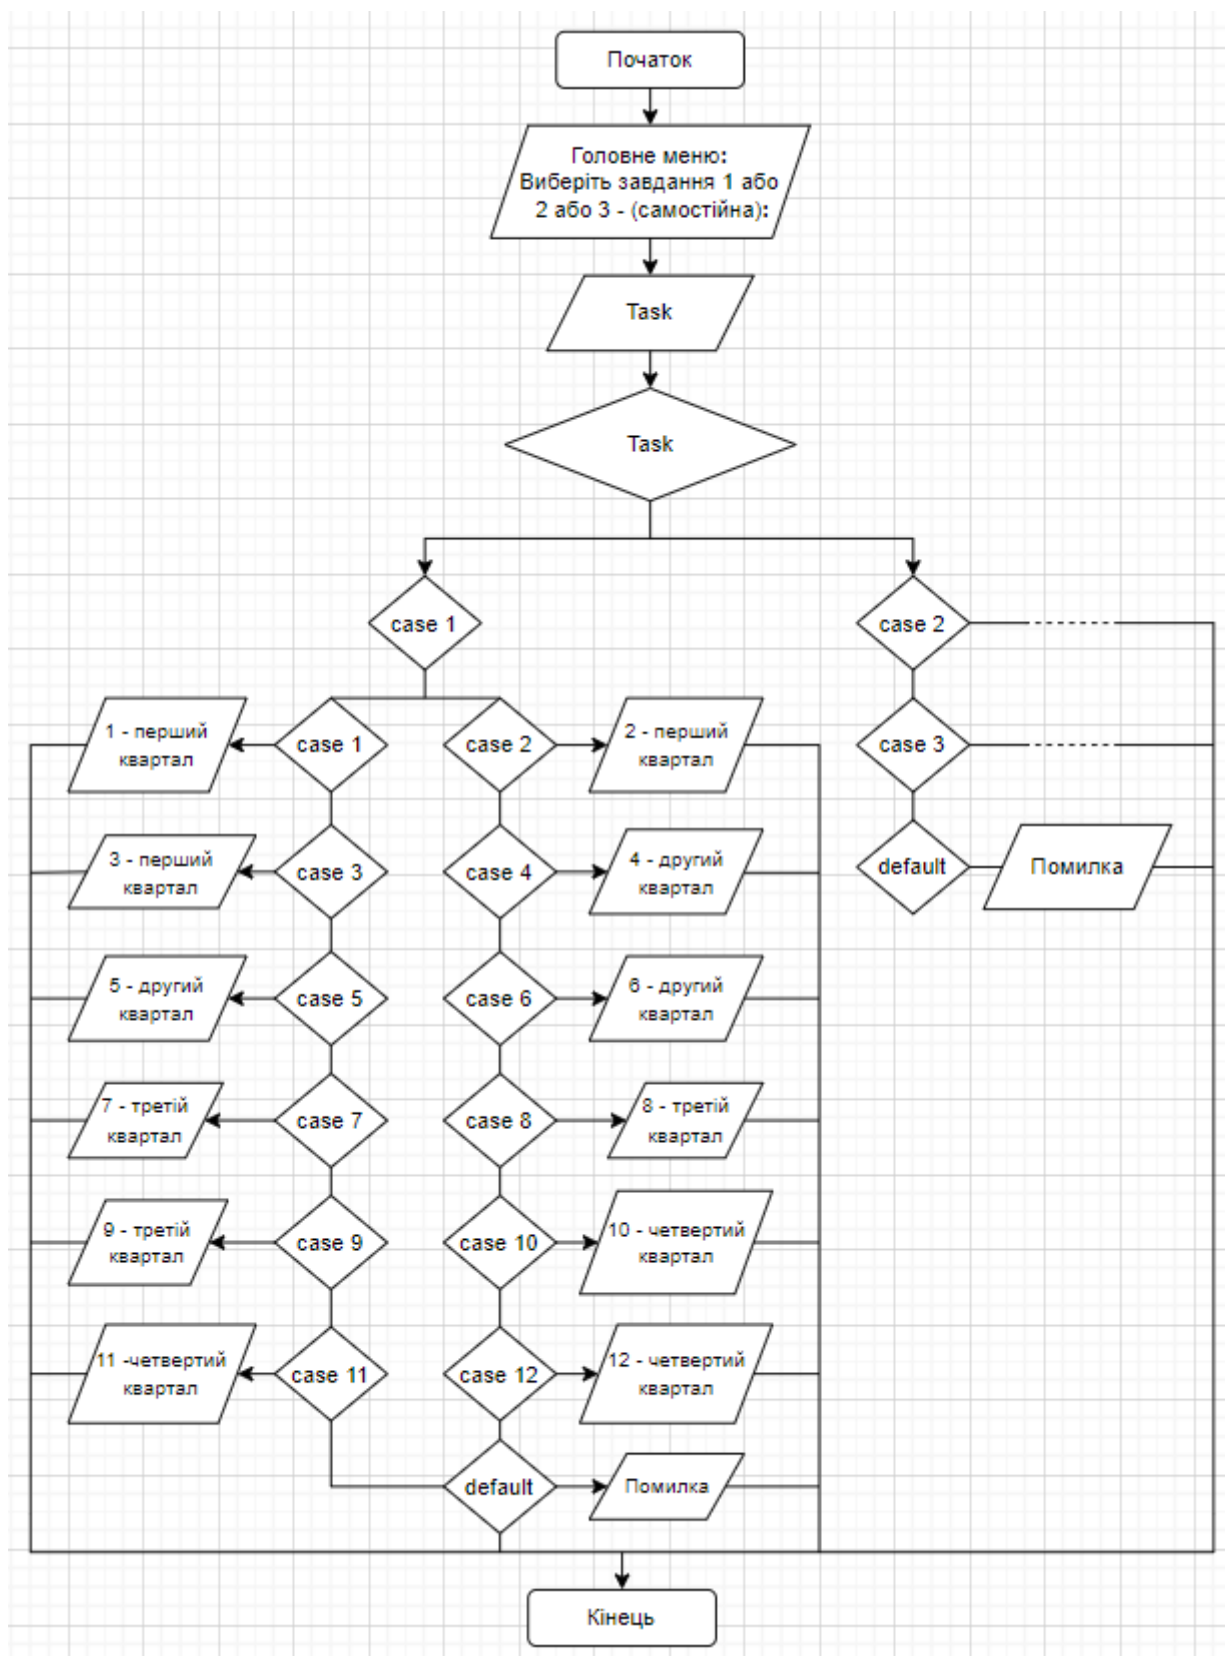 Початок
Головне меню:
Виберіть завдання 1 або
2 або 3 - (самостійна):
Task
Task
case 1
case 2
1 - перший
квартал
case 1
case 2
2 - перший
квартал
case 3
3 - перший
квартал
case 3
case 4
4 - другий
квартал
default
Помилка
5 - другий
квартал
case 5
case 6
6 - другий
квартал
7 - третій
квартал
case 7
case 8
8 - третій
квартал
9 - третій
квартал
case 9
case 10
10 - четвертий
квартал
11 -четвертий
квартал
case 11
case 12
12 - четвертий
квартал
default
Помилка
Кінець